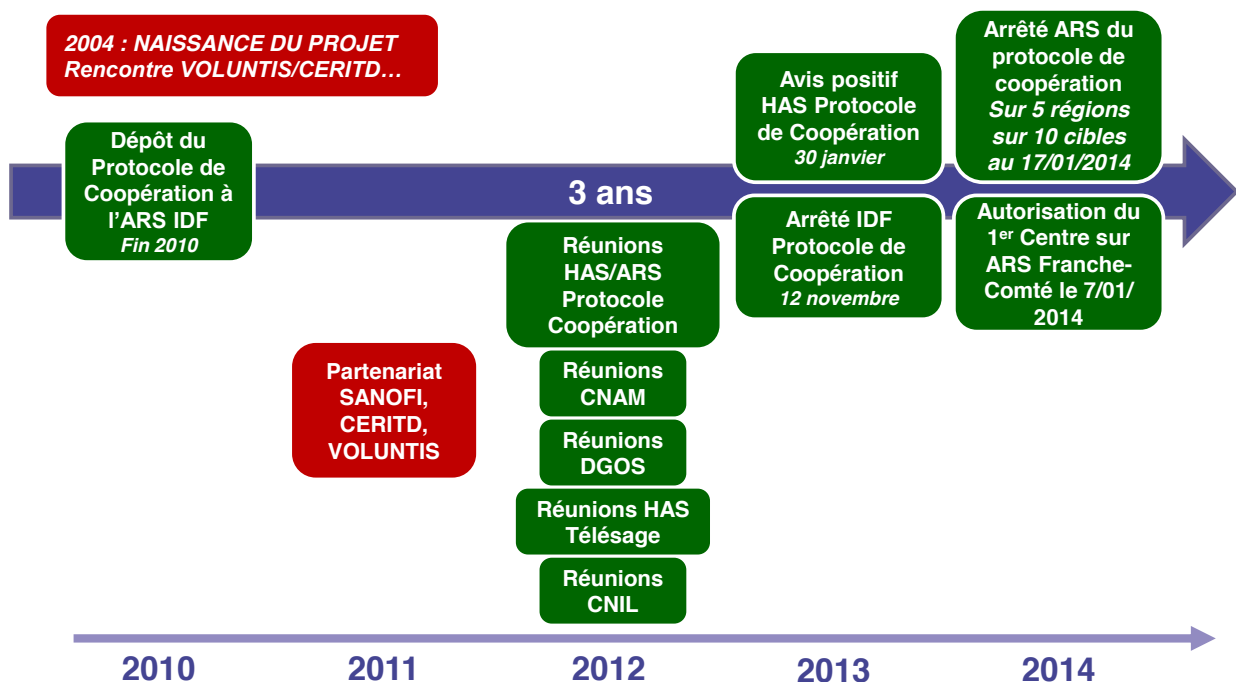 2004 : NAISSANCE DU PROJET
Rencontre VOLUNTIS/CERITD…
Dépôt du
Protocole de
Coopération à
l’ARS IDF
Fin 2010
3 ans
Avis positif
HAS Protocole
de Coopération
30 janvier
Arrêté ARS du
protocole de
coopération
Sur 5 régions
sur 10 cibles
au 17/01/2014
Arrêté IDF
Protocole de
Coopération
12 novembre
Autorisation du
1er Centre sur
ARS Franche-
Comté le 7/01/
2014
Réunions
HAS/ARS
Protocole
Coopération
Partenariat
SANOFI,
CERITD,
VOLUNTIS
Réunions
CNAM
Réunions
DGOS
Réunions HAS
Télésage
Réunions
CNIL
2010 2011 2012 2013 2014